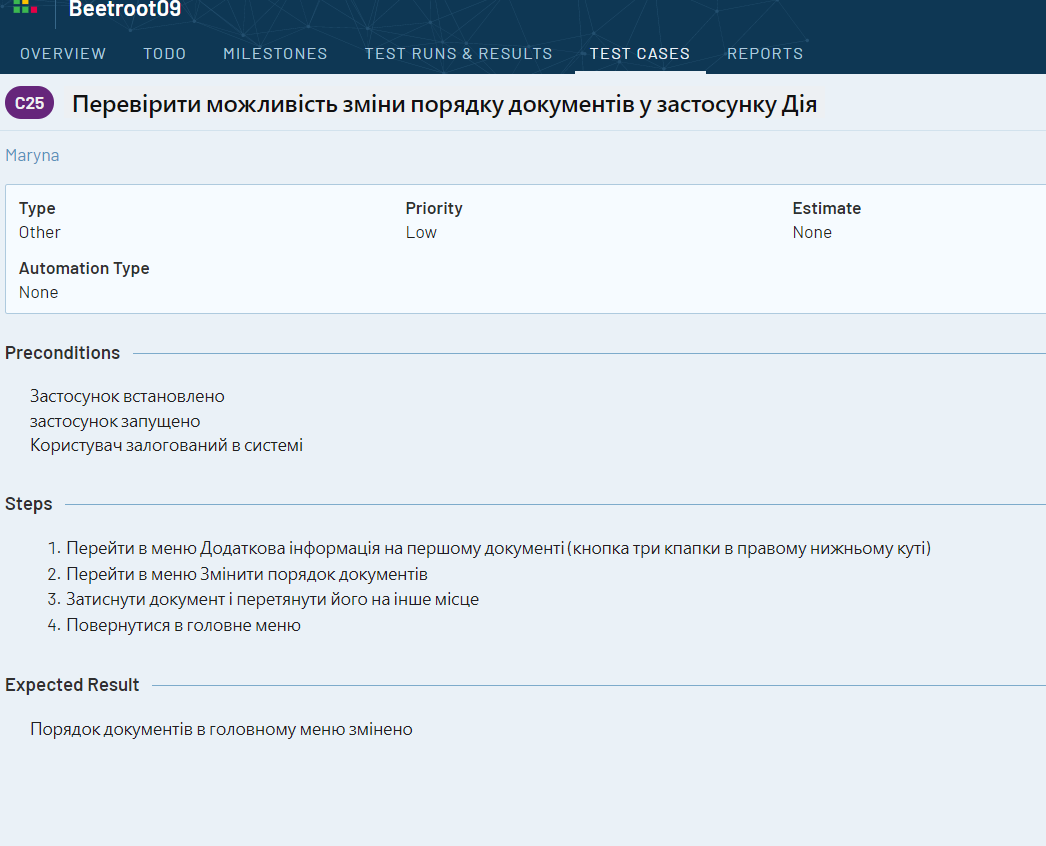 Beetroot09
OVERVIEW TODO MILESTONES TEST RUNS & RESULTS TEST CASES REPORTS
C25 Перевірити можливість зміни порядку документів у застосунку Дія
Maryna
Type Priority Estimate
Other Low None
Automation Type
None
Preconditions
Застосунок встановлено
застосунок запущено
Користувач залогований в системі
Steps
1. Перейти в меню Додаткова інформація на першому документі (кнопка три кпапки в правому нижньому куті)
2. Перейти в меню Змінити порядок документів
3. Затиснути документ і перетянути його на інше місце
4. Повернутися в головне меню
Expected Result
Порядок документів в головному меню змінено